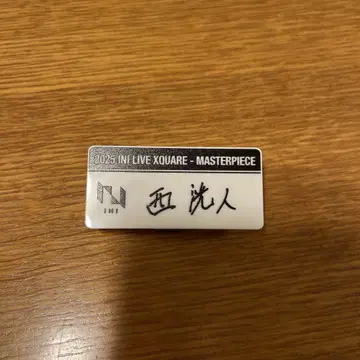 2025 INI LIVE XQUARE - MASTERPIECE
西 洸人
INI